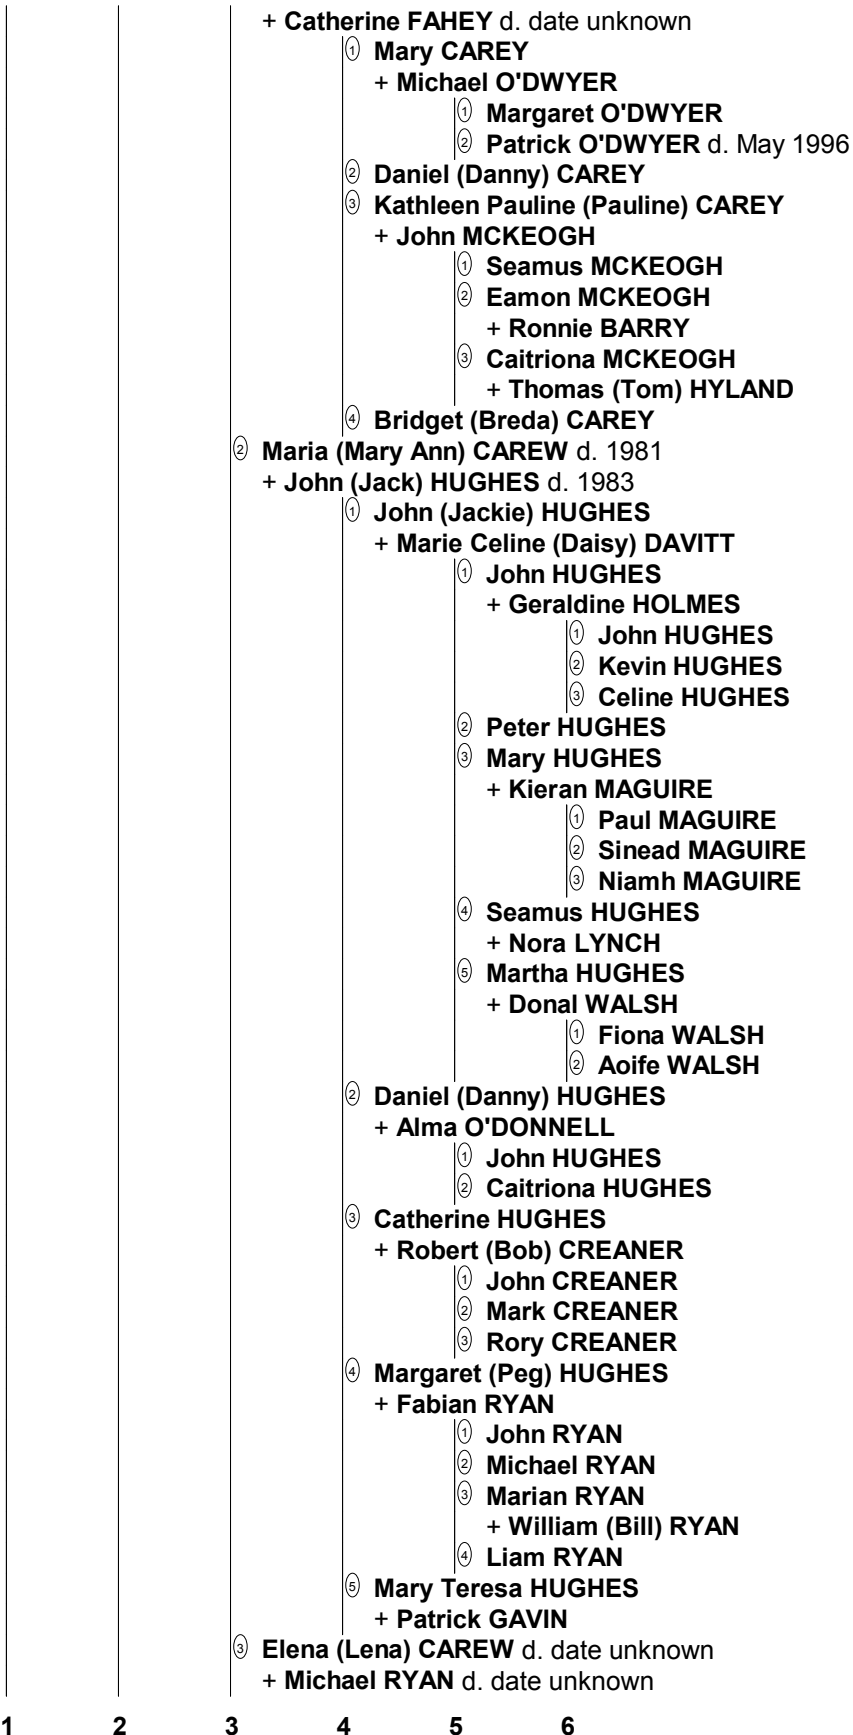 + Catherine FAHEY d. date unknown
1 Mary CAREY
+ Michael O'DWYER
1 Margaret O'DWYER
2 Patrick O'DWYER d. May 1996
2 Daniel (Danny) CAREY
3 Kathleen Pauline (Pauline) CAREY
+ John MCKEOGH
1 Seamus MCKEOGH
2 Eamon MCKEOGH
+ Ronnie BARRY
3 Caitriona MCKEOGH
+ Thomas (Tom) HYLAND
4 Bridget (Breda) CAREY
2 Maria (Mary Ann) CAREW d. 1981
+ John (Jack) HUGHES d. 1983
1 John (Jackie) HUGHES
+ Marie Celine (Daisy) DAVITT
1 John HUGHES
+ Geraldine HOLMES
1 John HUGHES
2 Kevin HUGHES
3 Celine HUGHES
2 Peter HUGHES
3 Mary HUGHES
+ Kieran MAGUIRE
1 Paul MAGUIRE
2 Sinead MAGUIRE
3 Niamh MAGUIRE
4 Seamus HUGHES
+ Nora LYNCH
5 Martha HUGHES
+ Donal WALSH
1 Fiona WALSH
2 Aoife WALSH
2 Daniel (Danny) HUGHES
+ Alma O'DONNELL
1 John HUGHES
2 Caitriona HUGHES
3 Catherine HUGHES
+ Robert (Bob) CREANER
1 John CREANER
2 Mark CREANER
3 Rory CREANER
4 Margaret (Peg) HUGHES
+ Fabian RYAN
1 John RYAN
2 Michael RYAN
3 Marian RYAN
+ William (Bill) RYAN
4 Liam RYAN
5 Mary Teresa HUGHES
+ Patrick GAVIN
3 Elena (Lena) CAREW d. date unknown
+ Michael RYAN d. date unknown
1 2 3 4 5 6